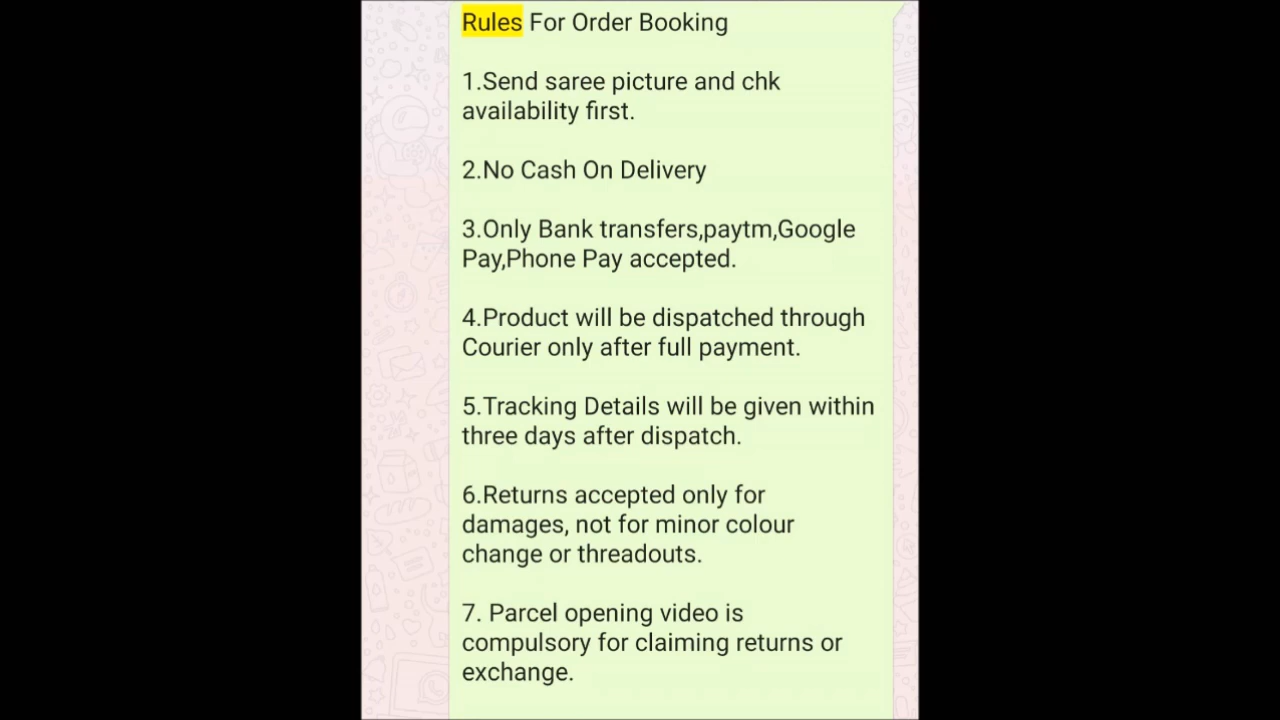 Rules For Order Booking
1.Send saree picture and chk
availability first.
2.No Cash On Delivery
3.Only Bank transfers,paytm,Google
Pay,Phone Pay accepted.
4.Product will be dispatched through
Courier only after full payment.
5.Tracking Details will be given within
three days after dispatch.
6.Returns accepted only for
damages, not for minor colour
change or threadouts.
7. Parcel opening video is
compulsory for claiming returns or
exchange.